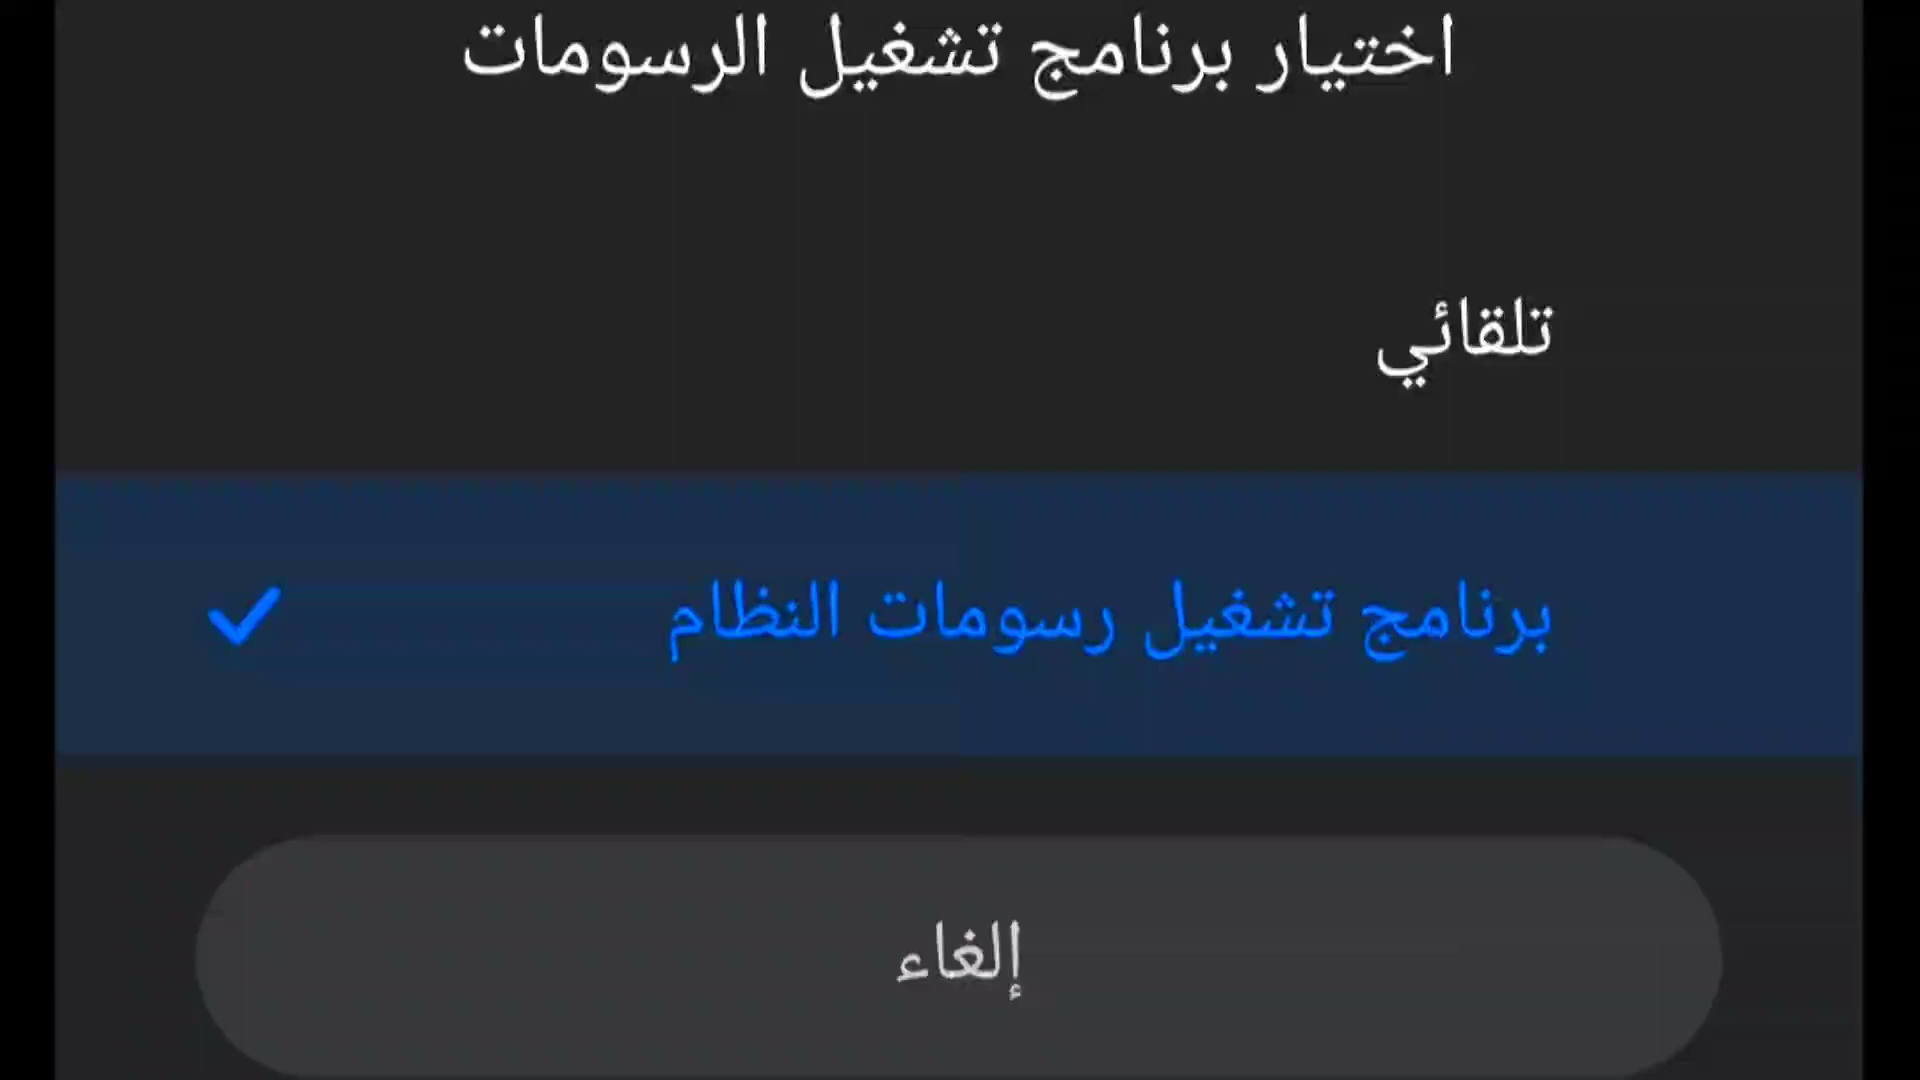 اختيار برنامج تشغيل الرسومات
تلقائي
برنامج تشغيل رسومات النظام
إلغاء